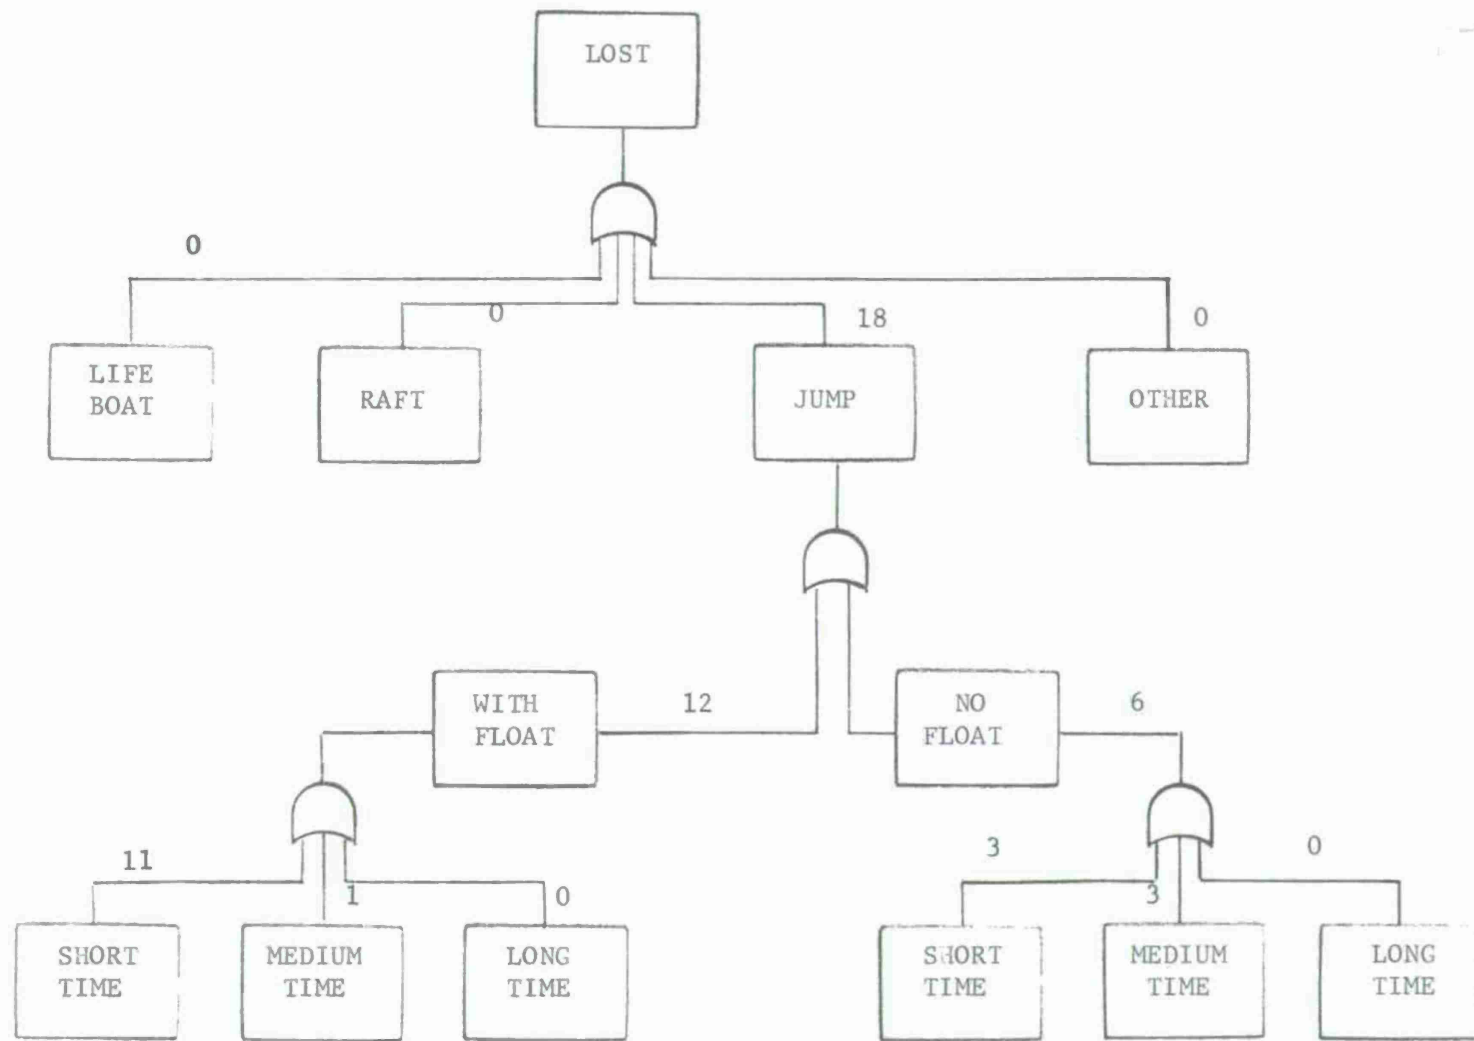 LOST
0
0
18
0
LIFE
BOAT
RAFT
JUMP
OTHER
WITH
FLOAT
12
NO
FLOAT
6
11
1
0
3
3
0
SHORT
TIME
MEDIUM
TIME
LONG
TIME
SHORT
TIME
MEDIUM
TIME
LONG
TIME